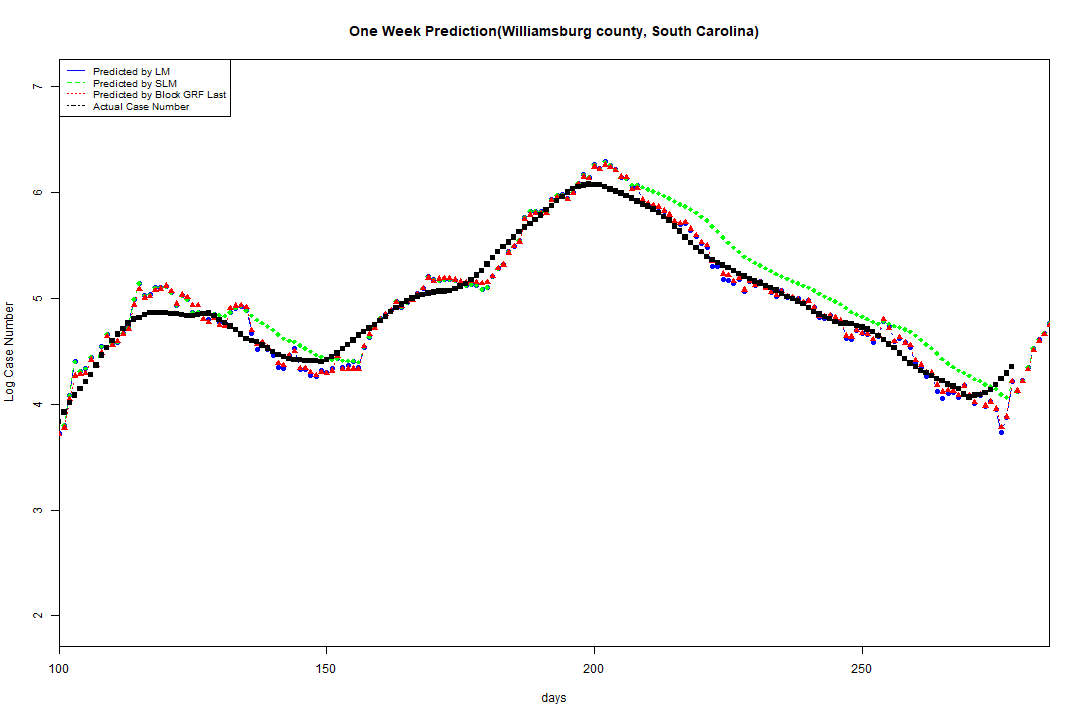 One Week Prediction(Williamsburg county, South Carolina)
Predicted by LM
Predicted by SLM
Predicted by Block GRF Last
Actual Case Number
7
6
5
4
3
2
Log Case Number
100
150
200
250
days